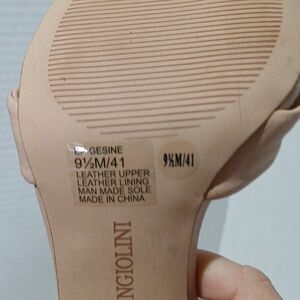 9½M/41
LEATHER UPPER
LEATHER LINING
MAN MADE SOLE
MADE IN CHINA
9½M/41
NGIOLINI